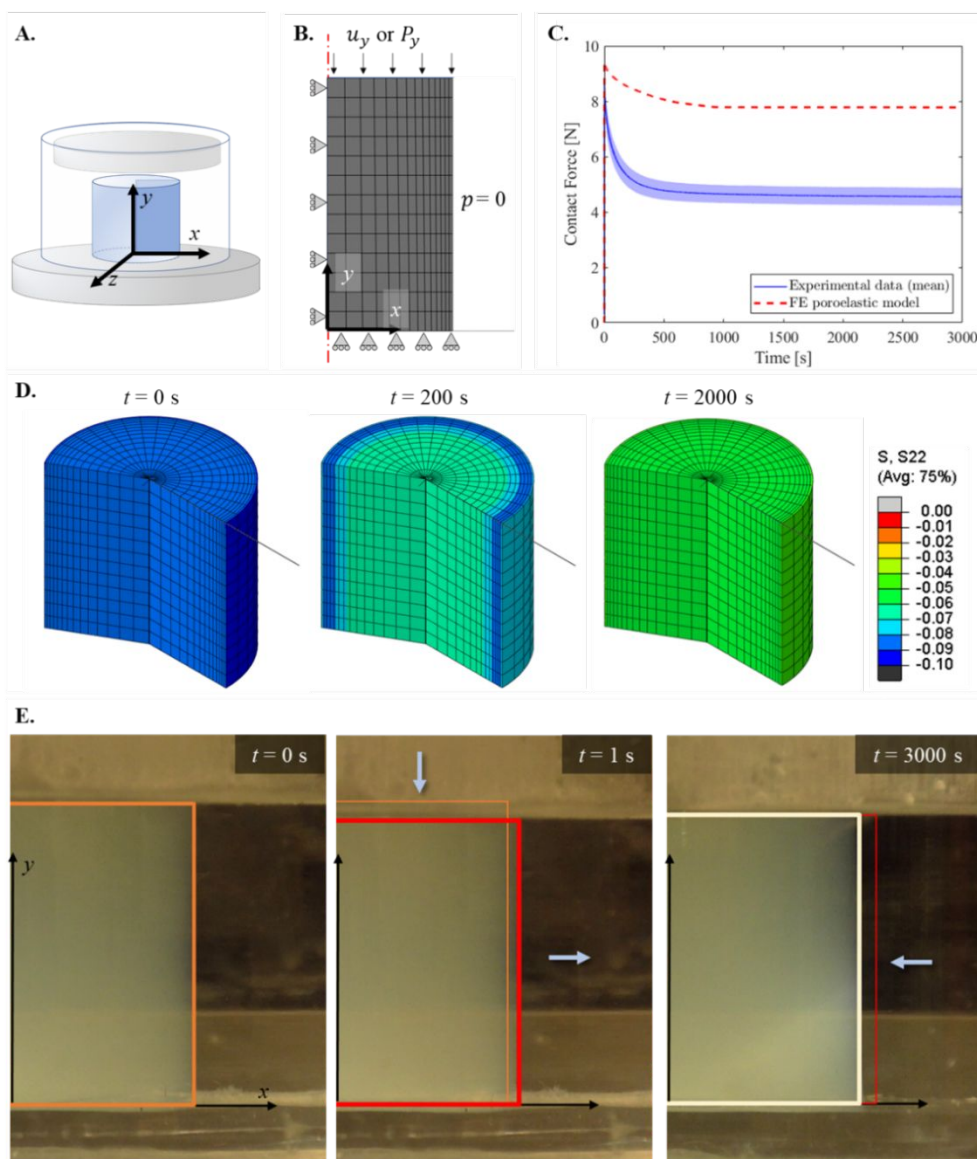 A.
y
x
z
B.
u_y or P_y
p = 0
y
x
C.
10
8
6
4
2
0
Contact Force [N]
0 500 1000 1500 2000 2500 3000
Time [s]
Experimental data (mean)
FE poroelastic model
D.
t = 0 s
t = 200 s
t = 2000 s
S, S22
(Avg: 75%)
0.00
-0.01
-0.02
-0.03
-0.04
-0.05
-0.06
-0.07
-0.08
-0.09
-0.10
E.
t = 0 s
t = 1 s
t = 3000 s
y
x